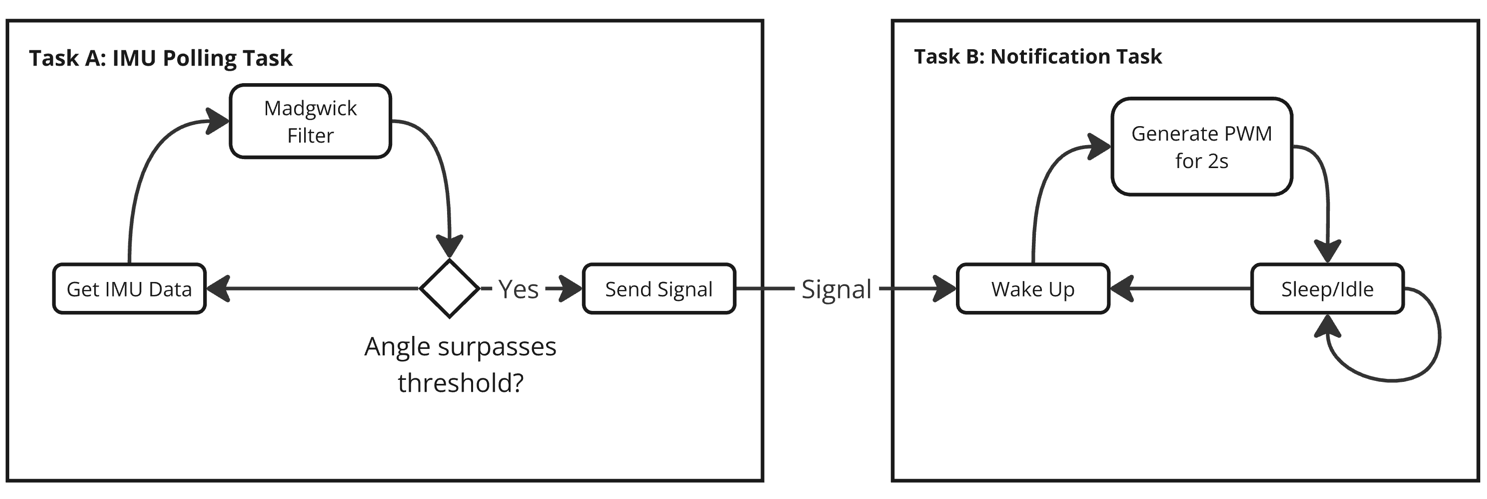 Task A: IMU Polling Task
Madgwick
Filter
Get IMU Data
Yes
Send Signal
Angle surpasses
threshold?
Signal
Task B: Notification Task
Generate PWM
for 2s
Wake Up
Sleep/Idle